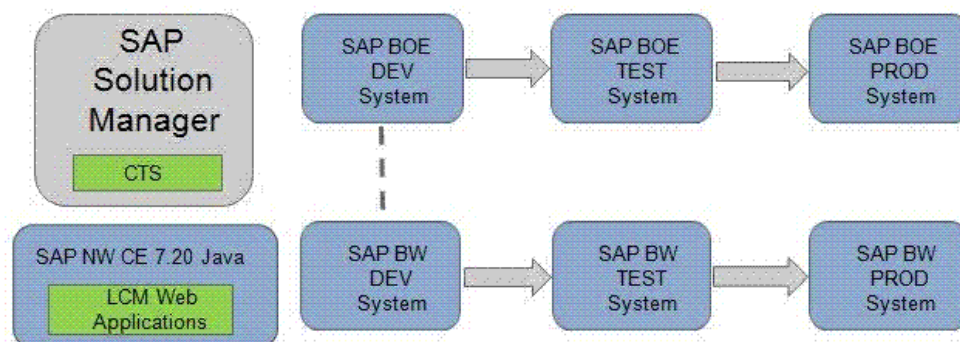 SAP
Solution
Manager
CTS
SAP BOE
DEV
System
SAP BOE
TEST
System
SAP BOE
PROD
System
SAP NW CE 7.20 Java
LCM Web
Applications
SAP BW
DEV
System
SAP BW
TEST
System
SAP BW
PROD
System